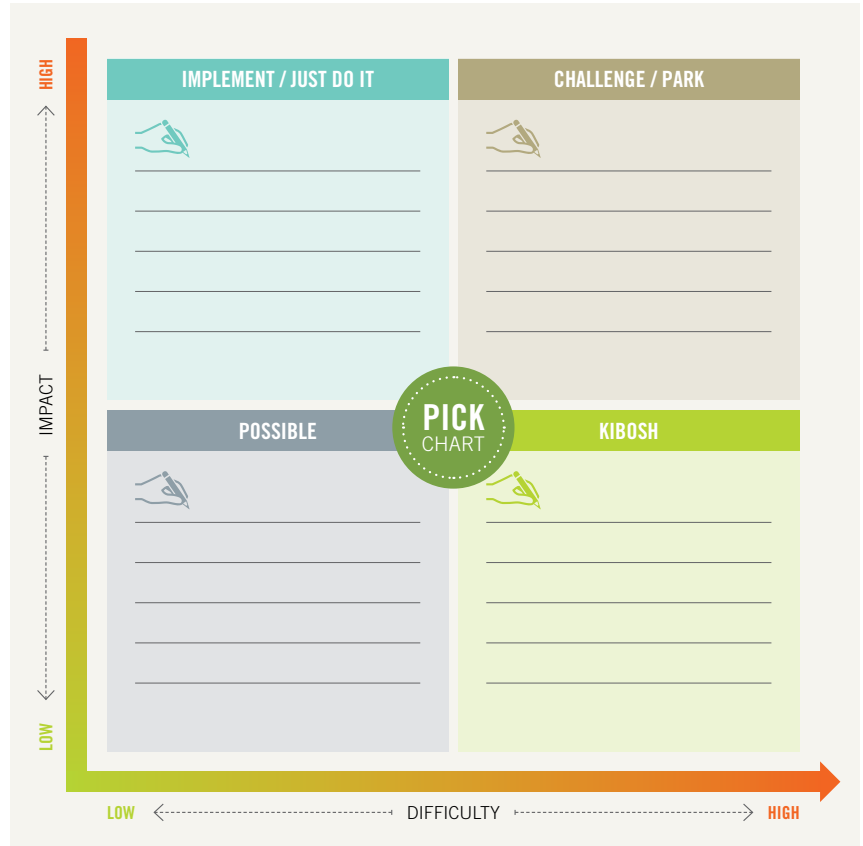 HIGH
IMPACT
LOW
IMPLEMENT / JUST DO IT
CHALLENGE / PARK
PICK
CHART
POSSIBLE
KIBOSH
LOW
DIFFICULTY
HIGH